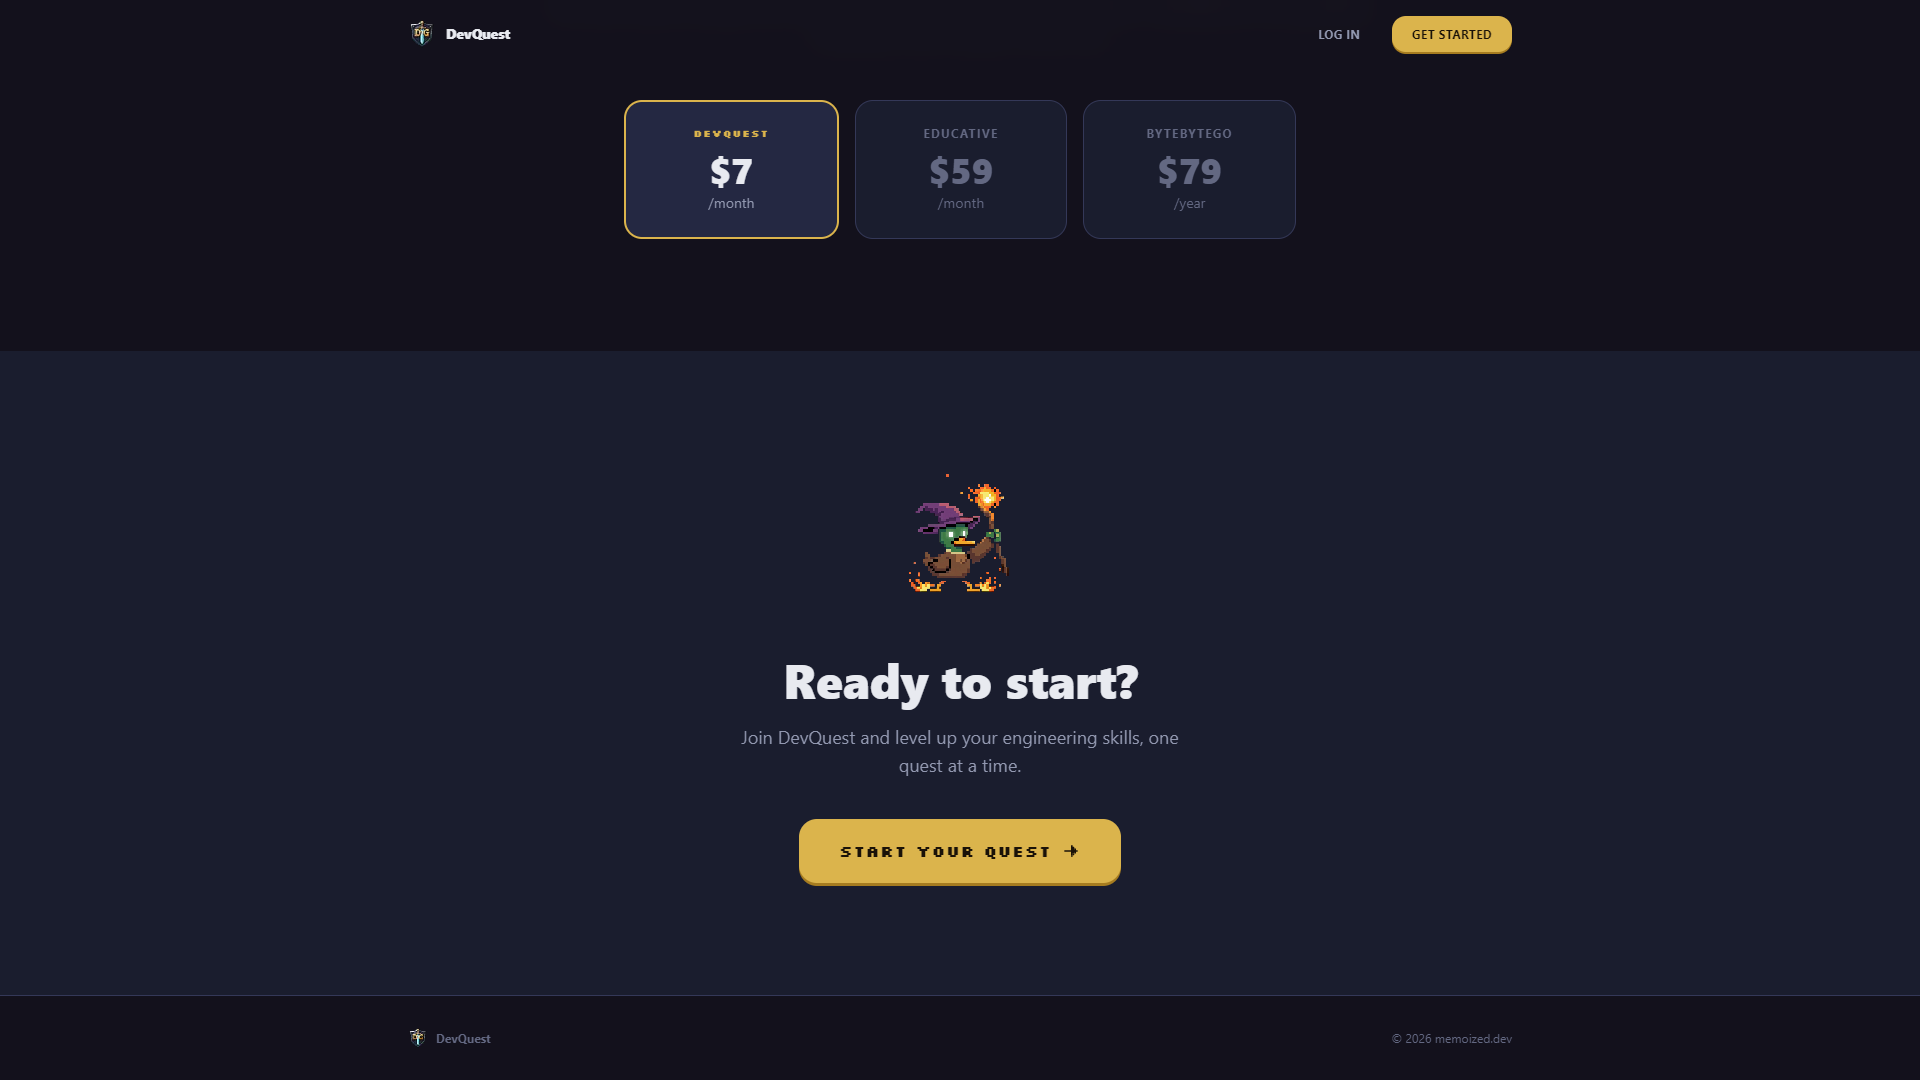 DevQuest
LOG IN
GET STARTED
DEVQUEST
$7
/month
EDUCATIVE
$59
/month
BYTEBYTEGO
$79
/year
Ready to start?
Join DevQuest and level up your engineering skills, one
quest at a time.
START YOUR QUEST →
DevQuest
© 2026 memoized.dev